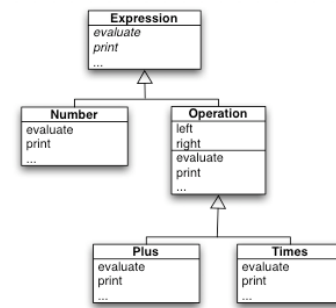 Expression
evaluate
print
...
Number
evaluate
print
...
Operation
left
right
evaluate
print
...
Plus
evaluate
print
...
Times
evaluate
print
...